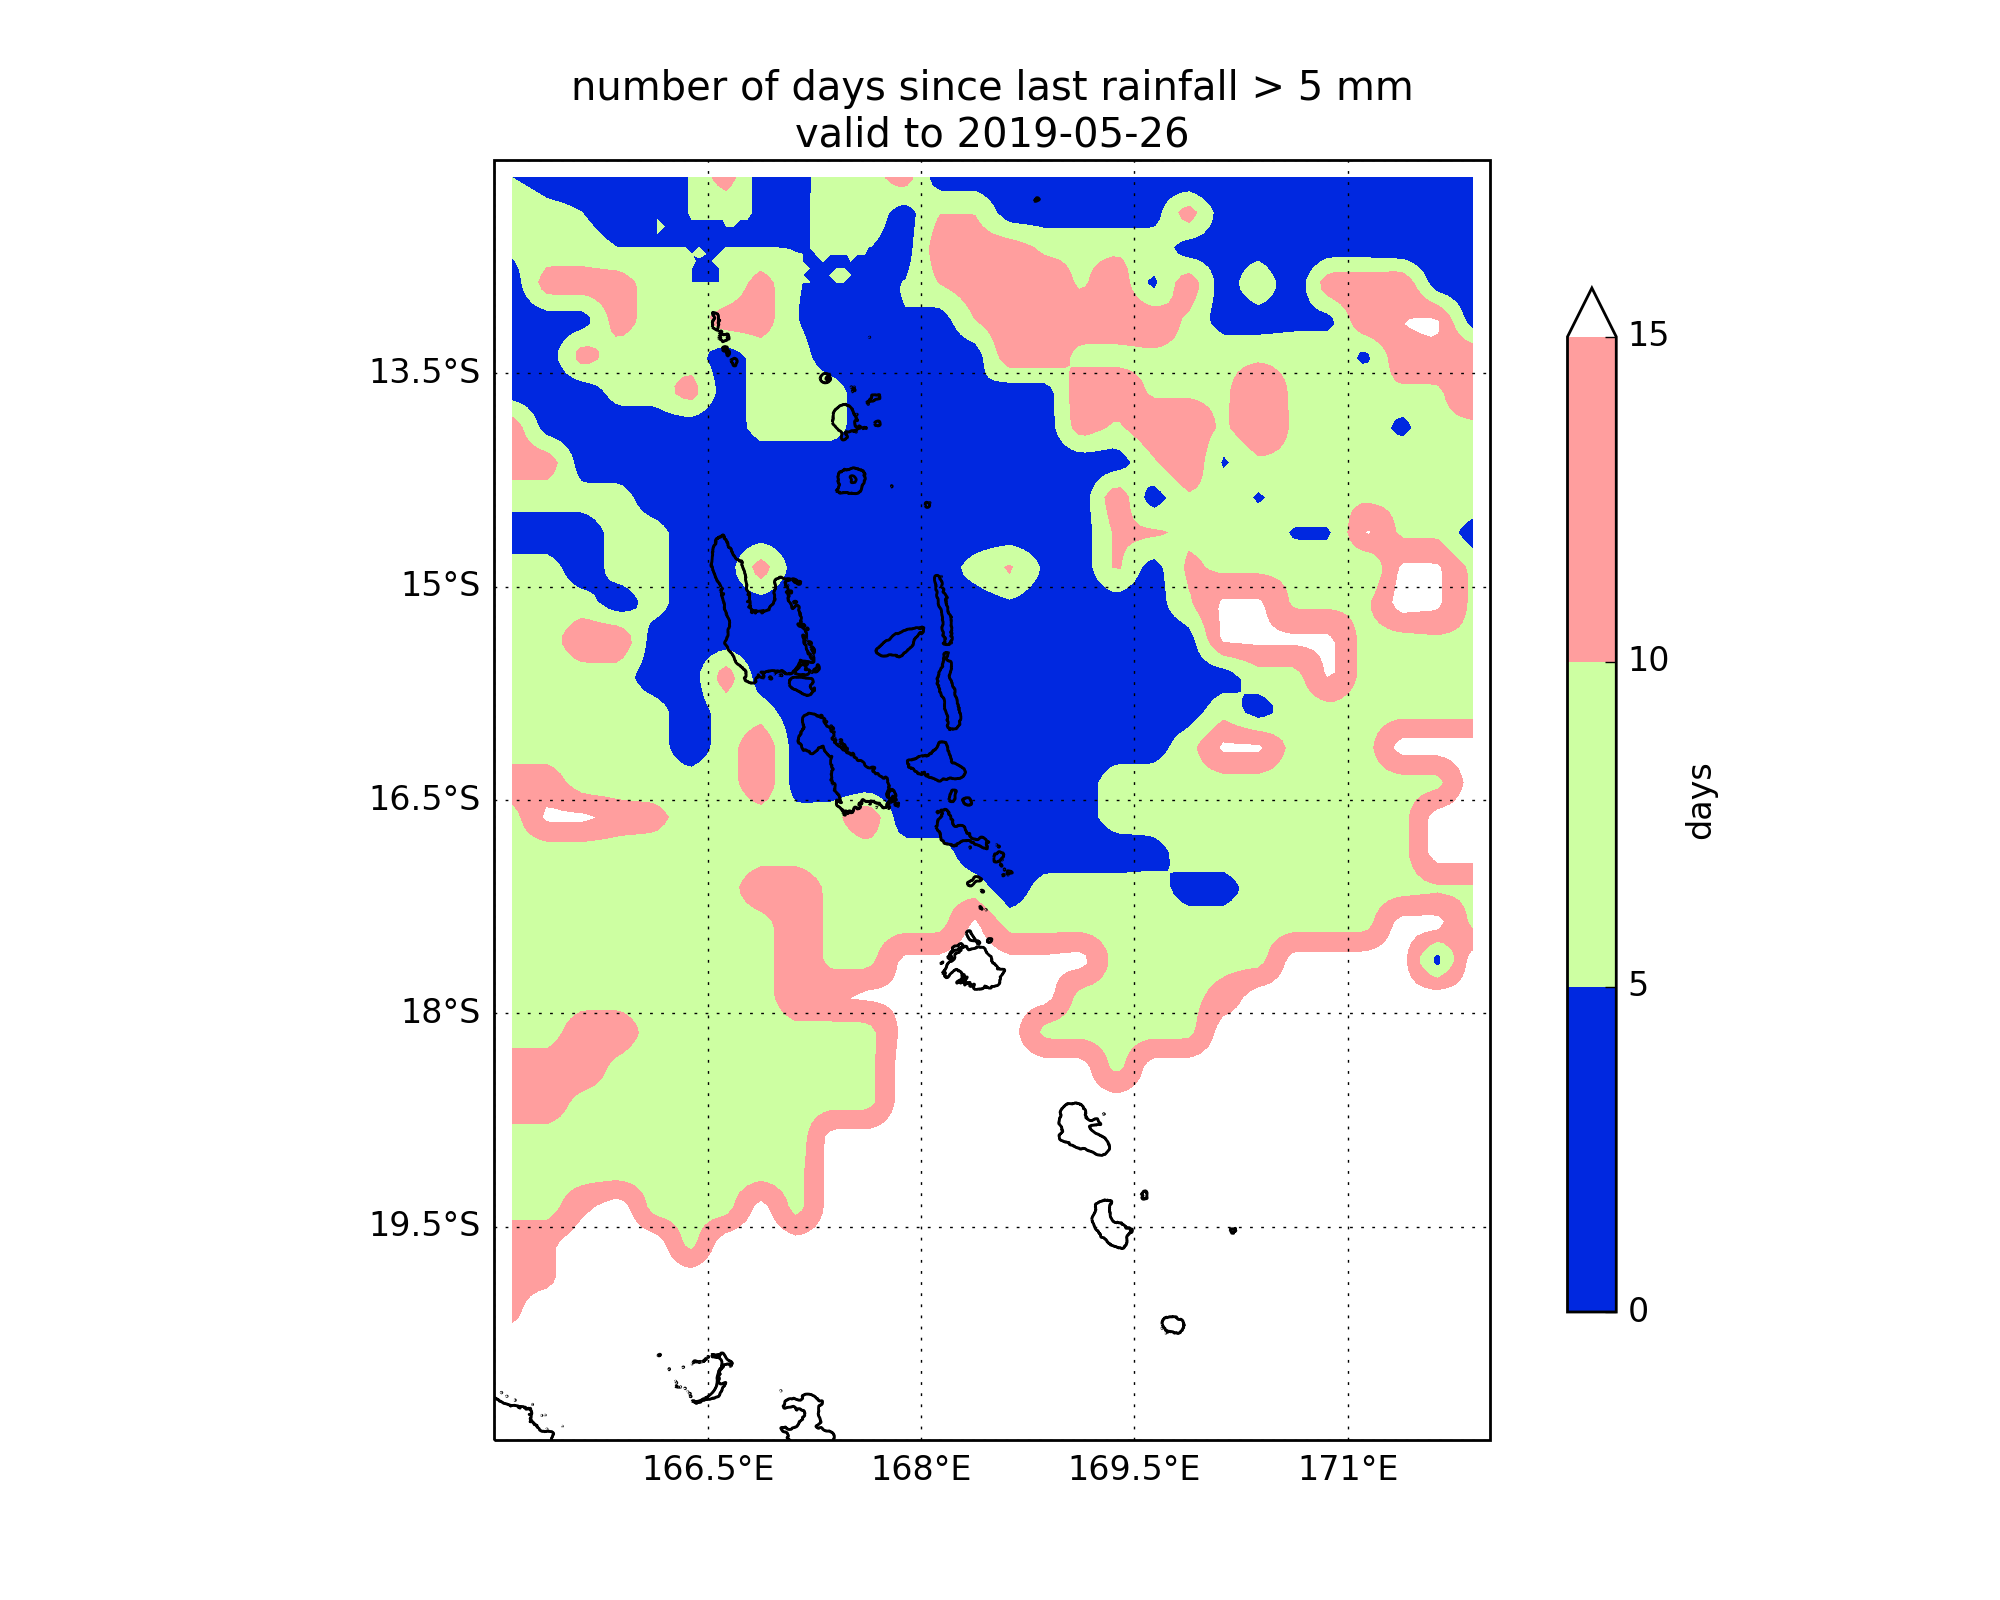 number of days since last rainfall > 5 mm
valid to 2019-05-26
13.5°S
15°S
16.5°S
18°S
19.5°S
166.5°E
168°E
169.5°E
171°E
15
10
5
0
days